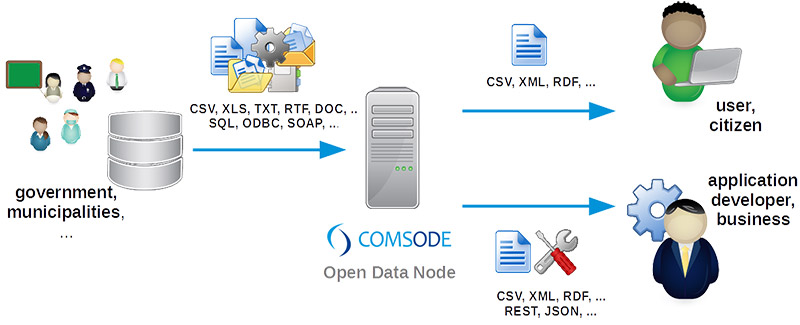 government,
municipalities,
...
CSV, XLS, TXT, RTF, DOC, ..
SQL, ODBC, SOAP, ...
COMSODE
Open Data Node
CSV, XML, RDF, ...
user,
citizen
application
developer,
business
CSV, XML, RDF, ...
REST, JSON, ...